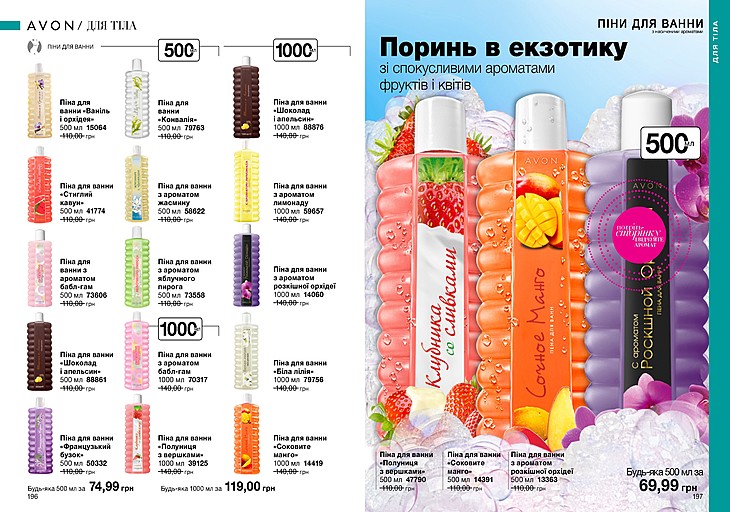 AVON / ДЛЯ ТІЛА
ПІНИ ДЛЯ ВАННИ
500 мл
1000 мл
Піна для
ванни «Ваніль
і орхідея»
500 мл 15064
110,00 грн
Піна для
ванни
«Конвалія»
500 мл 79763
110,00 грн
Піна для ванни
«Шоколад
і апельсин»
1000 мл 88876
140,00 грн
Піна для ванни
«Стиглий
кавун»
500 мл 41774
110,00 грн
Піна для ванни
з ароматом
жасмину
500 мл 58622
110,00 грн
Піна для ванни
з ароматом
лимонаду
1000 мл 59657
140,00 грн
Піна для
ванни з
ароматом
бабл-гам
500 мл 73606
110,00 грн
Піна для ванни
з ароматом
яблучного
пирога
500 мл 73558
110,00 грн
Піна для ванни
з ароматом
розкішної орхідеї
1000 мл 14060
140,00 грн
1000 мл
Піна для ванни
«Шоколад
і апельсин»
500 мл 88861
110,00 грн
Піна для ванни
з ароматом
бабл-гам
1000 мл 70317
140,00 грн
Піна для ванни
«Біла лілія»
1000 мл 79756
140,00 грн
Піна для ванни
«Французький
бузок»
500 мл 50332
110,00 грн
Піна для ванни
«Полуниця
з вершками»
1000 мл 39125
140,00 грн
Піна для ванни
«Соковите
манго»
1000 мл 14419
140,00 грн
Будь-яка 500 мл за 74,99 грн
Будь-яка 1000 мл за 119,00 грн
196
ПІНИ ДЛЯ ВАННИ
з насиченими ароматами
ДЛЯ ТІЛА
Поринь в екзотику
зі спокусливими ароматами
фруктів і квітів
500 мл
AVON
AVON
Клубника
со сливками
Сочное Манго
ПЕНА ДЛЯ ВАНН
С ароматом
Роскшной
ПЕНА ДЛЯ ВАНН
потріть
сторінку
і відчуйте
аромат
Піна для ванни
«Полуниця
з вершками»
500 мл 47790
110,00 грн
Піна для ванни
«Соковите
манго»
500 мл 14391
110,00 грн
Піна для ванни
з ароматом
розкішної орхідеї
500 мл 13363
110,00 грн
Будь-яка 500 мл за
69,99 грн
197